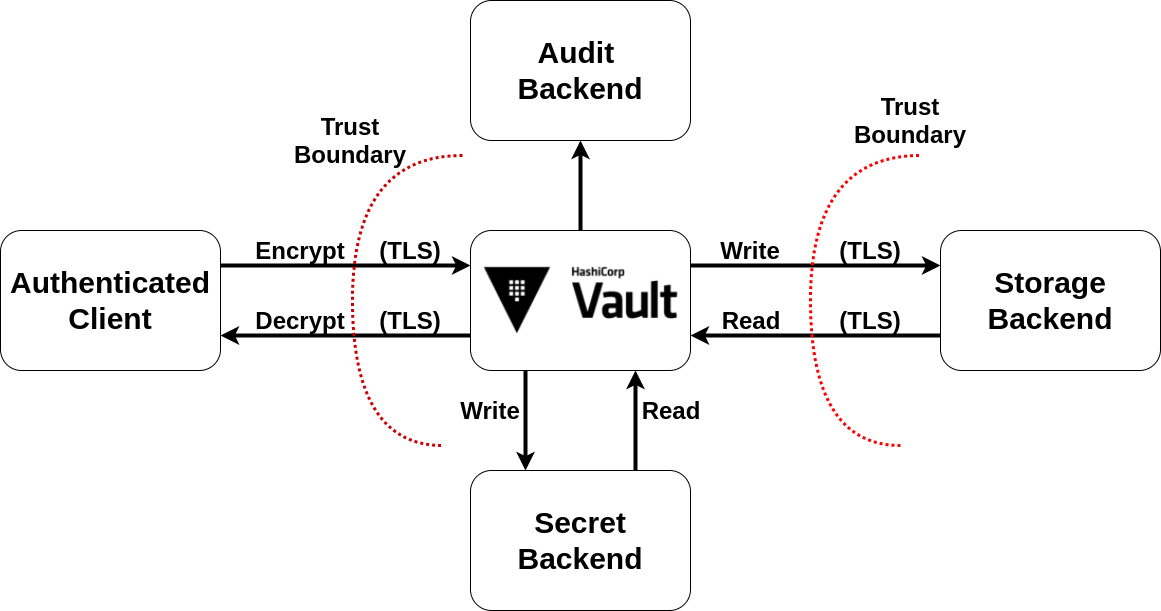 Audit
Backend
Trust
Boundary
Trust
Boundary
Authenticated
Client
Encrypt (TLS)
Decrypt (TLS)
HashiCorp
Vault
Write (TLS)
Read (TLS)
Storage
Backend
Write
Read
Secret
Backend